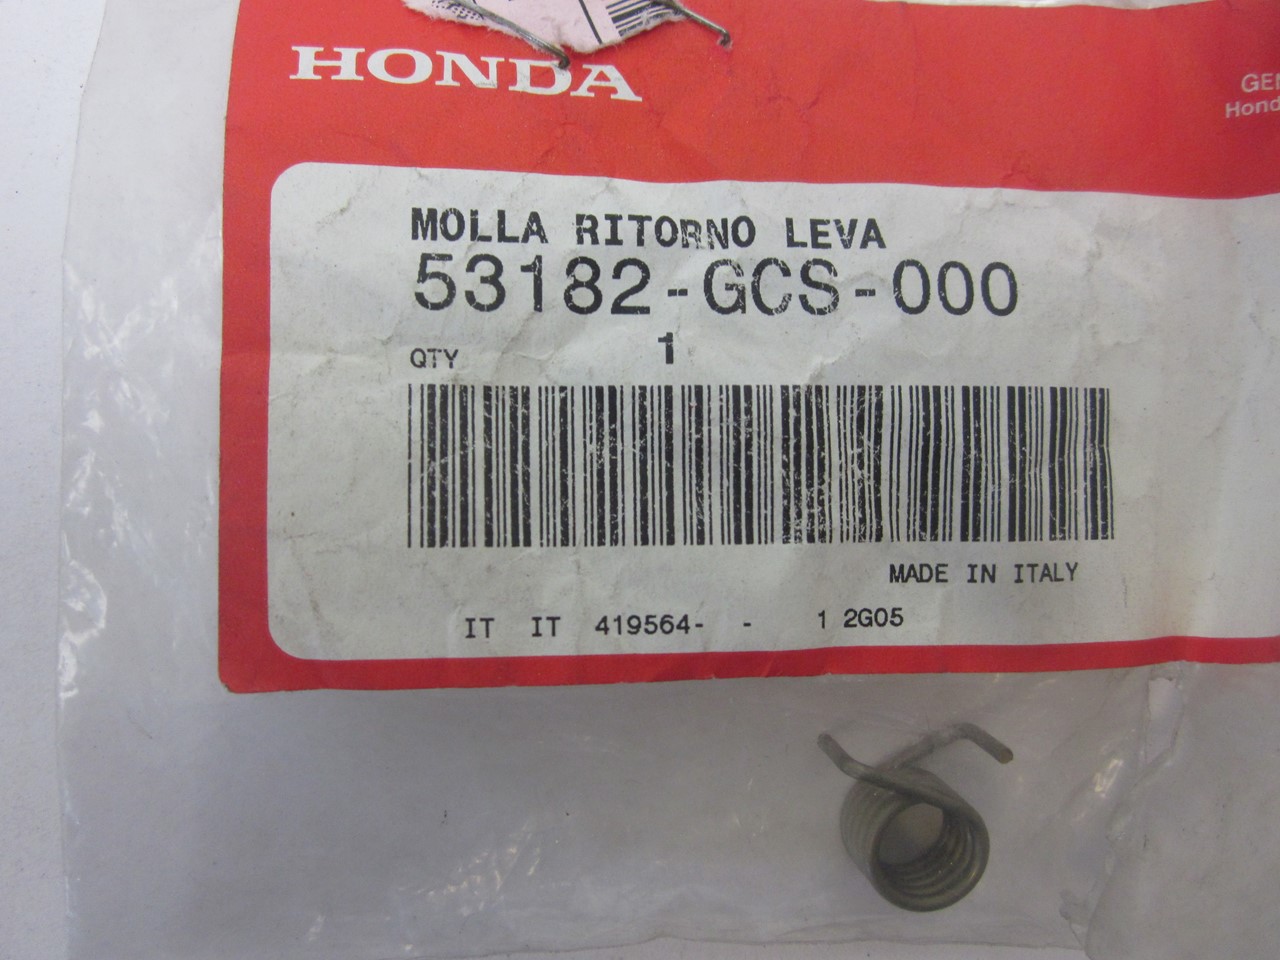 HONDA
MOLLA RITORNO LEVA
53182-GCS-000
QTY 1
MADE IN ITALY
IT IT 419564- - 1 2G05